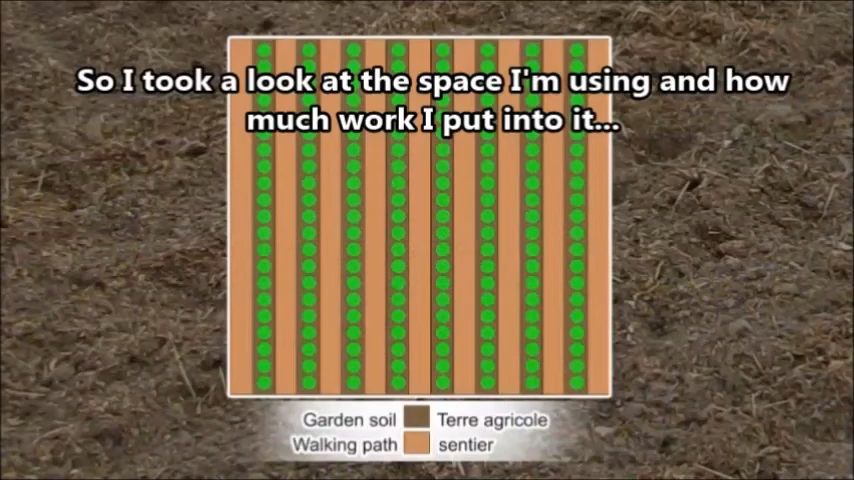 So I took a look at the space I'm using and how
much work I put into it...
Garden soil Terre agricole
Walking path sentier